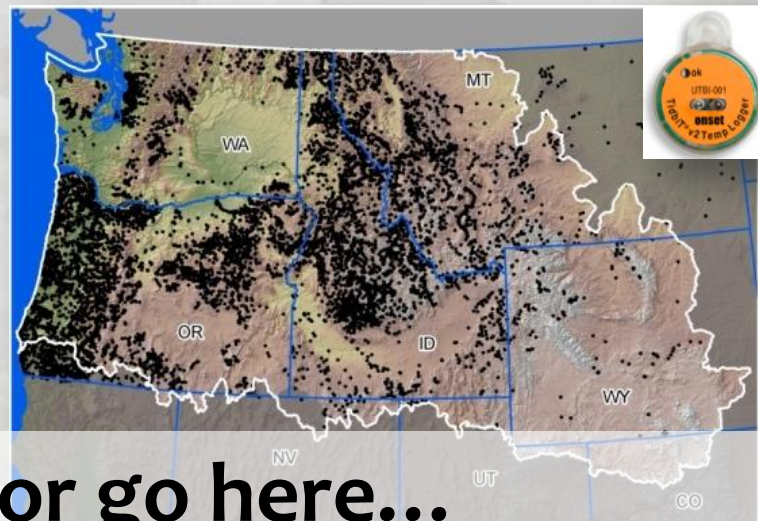 MT
ok
UTBI-001
onset
TidbiT v2 Temp Logger
WA
OR
ID
WY
NV
UT
CO
or go here...